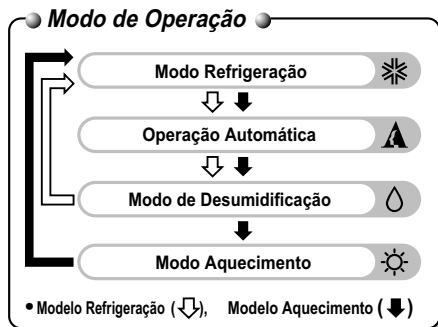 Modo de Operação
Modo Refrigeração
Operação Automática
Modo de Desumidificação
Modo Aquecimento
• Modelo Refrigeração (⇩), Modelo Aquecimento (⬇)